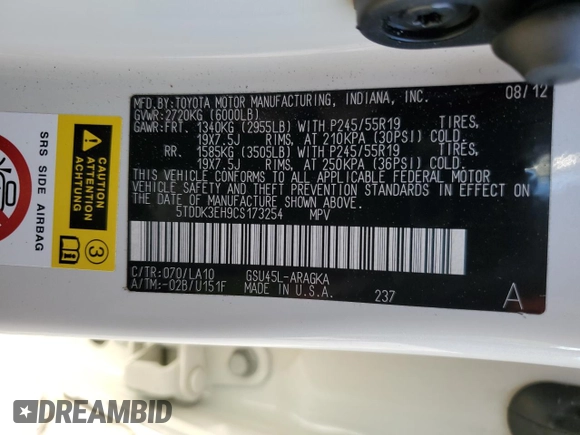 MFD.BY:TOYOTA MOTOR MANUFACTURING, INDIANA, INC. 08/12
GVWR:2720KG (6000LB)
GAWR:FRT. 1340KG (2955LB) WITH P245/55R19 TIRES,
19X7.5J RIMS, AT 210KPA (30PSI) COLD.
RR. 1585KG (3505LB) WITH P245/55R19 TIRES,
19X7.5J RIMS, AT 250KPA (36PSI) COLD.
THIS VEHICLE CONFORMS TO ALL APPLICABLE FEDERAL MOTOR
VEHICLE SAFETY AND THEFT PREVENTION STANDARDS IN EFFECT ON
THE DATE OF MANUFACTURE SHOWN ABOVE.
5TDDK3EH9CS173254 MPV
C/TR:070/LA10 GSU45L-ARAGKA
A/TM:-02B/U151F MADE IN U.S.A. 237 A
SRS SIDE AIRBAG
3
DREAMBID